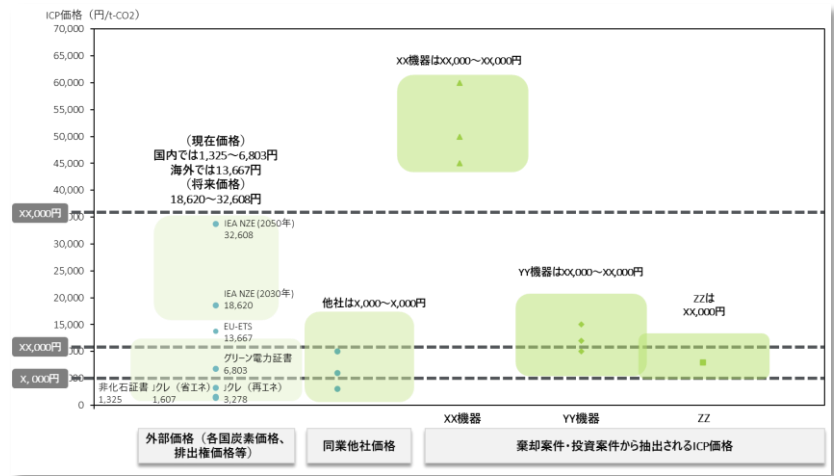 ICP価格（円/t-CO2）
70,000
65,000
60,000
55,000
50,000
45,000
40,000
30,000
25,000
20,000
15,000
0
XX,000円
XX,000円
X, 000円
（現在価格）
国内では1,325～6,803円
海外では13,667円
（将来価格）
18,620～32,608円
IEA NZE (2050年)
32,608
IEA NZE (2030年)
18,620
EU-ETS
13,667
グリーン電力証書
6,803
非化石証書
1,325
Jクレ（省エネ）
1,607
Jクレ（再エネ）
3,278
他社はX,000～X,000円
XX機器はXX,000～XX,000円
YY機器はXX,000～XX,000円
ZZは
XX,000円
XX機器
YY機器
ZZ
外部価格（各国炭素価格、
排出権価格等）
同業他社価格
棄却案件・投資案件から抽出されるICP価格